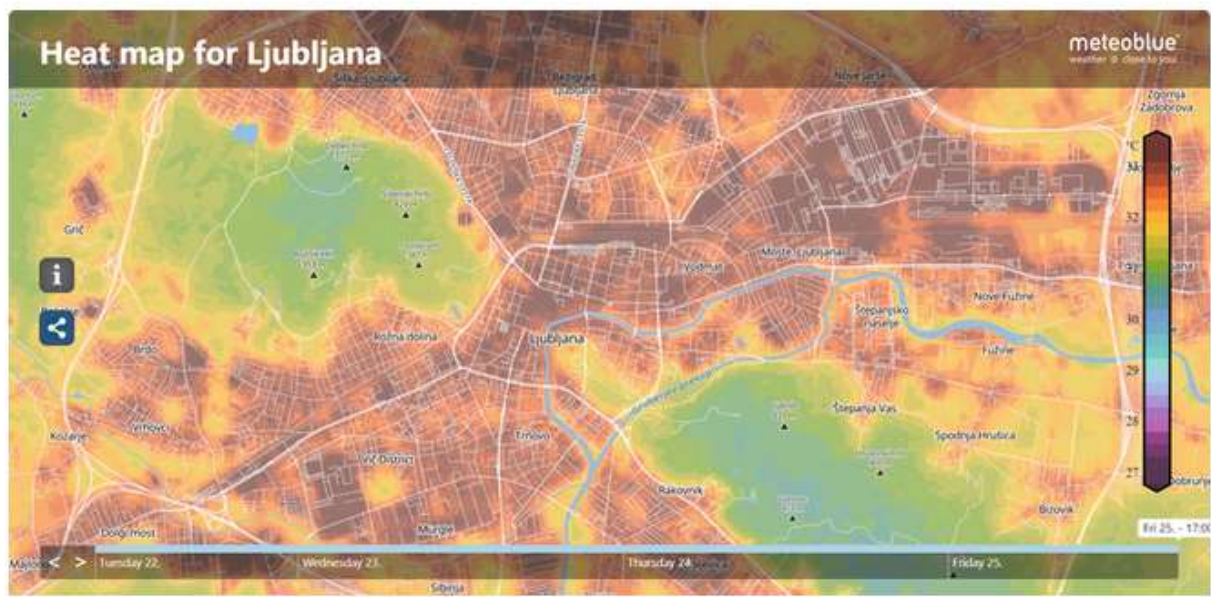 Heat map for Ljubljana
meteoblue
weather close to you
Šiška Ljubljana
Bežigrad
Ljubljana
Nove Jarše
Zgornja
Zadobrova
°C
32
Grič
Moste, Ljubljana
Vodmat
Nove Fužine
Štepanjsko
naselje
30
Rožna dolina
Ljubljana
Fužine
Brdo
29
Štepanja Vas
Kozarje
Vrhovci
Trnovo
Spodnja Hrušica
28
Vič District
27
Rakovnik
Bizovik
Dolgi most
Murgle
Fri 25. - 17:00
< >
Tuesday 22.
Wednesday 23.
Thursday 24.
Friday 25.
Sibirija